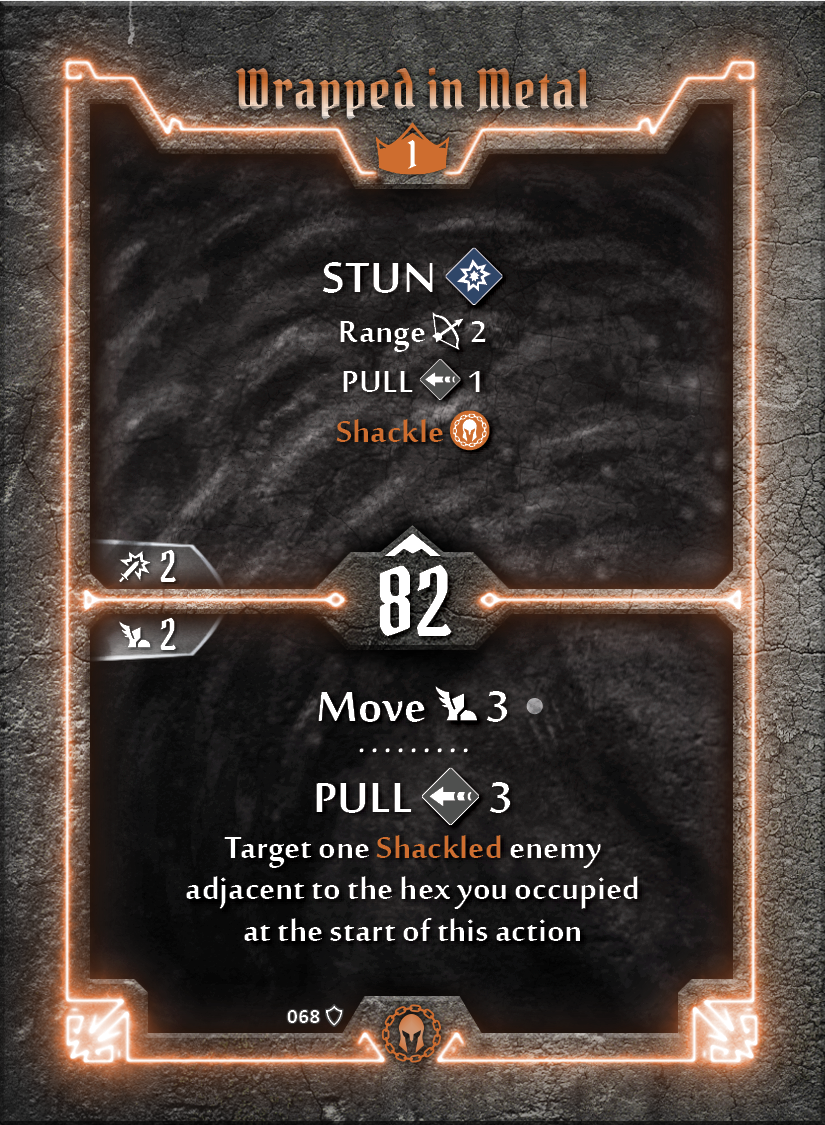 Wrapped in Metal
1
STUN
Range 2
PULL 1
Shackle
2
82
2
Move 3
PULL 3
Target one Shackled enemy
adjacent to the hex you occupied
at the start of this action
068